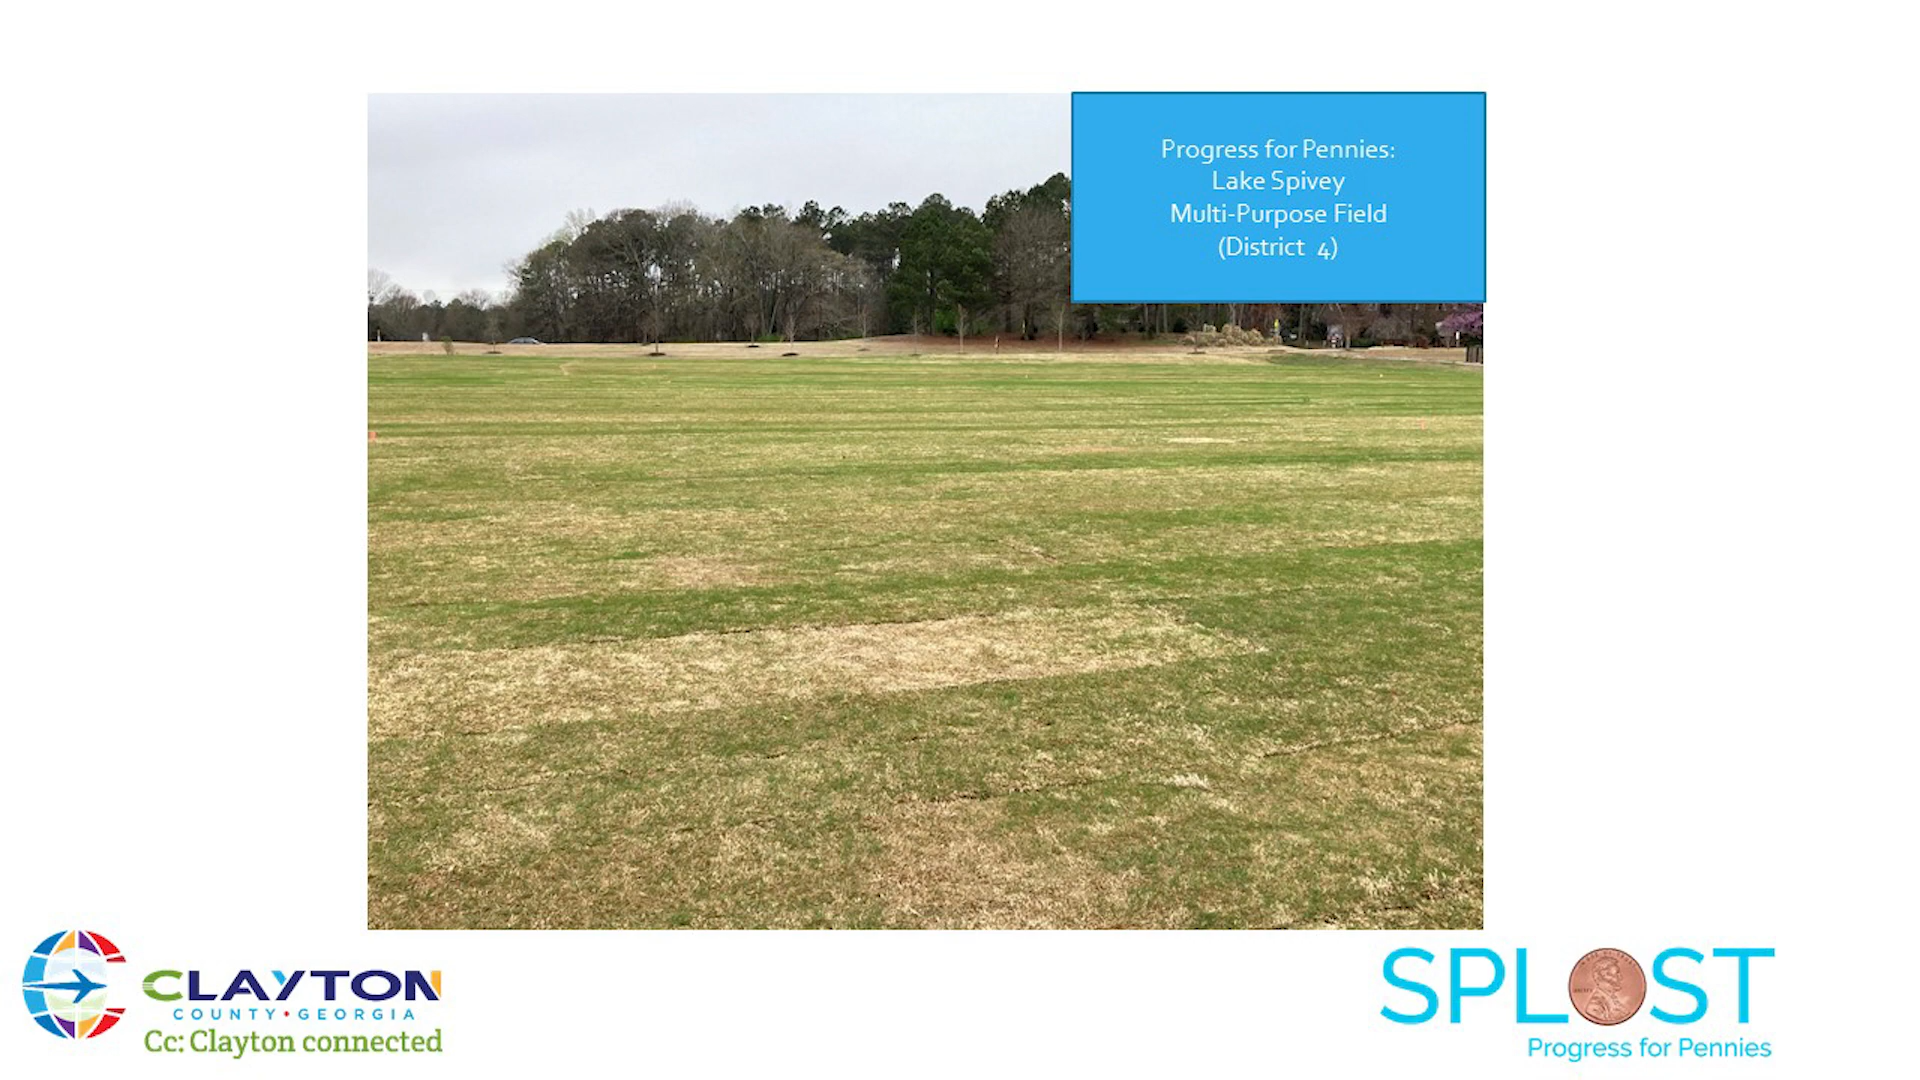 Progress for Pennies:
Lake Spivey
Multi-Purpose Field
(District 4)
CLAYTON
COUNTY • GEORGIA
Cc: Clayton connected
SPLOST
Progress for Pennies